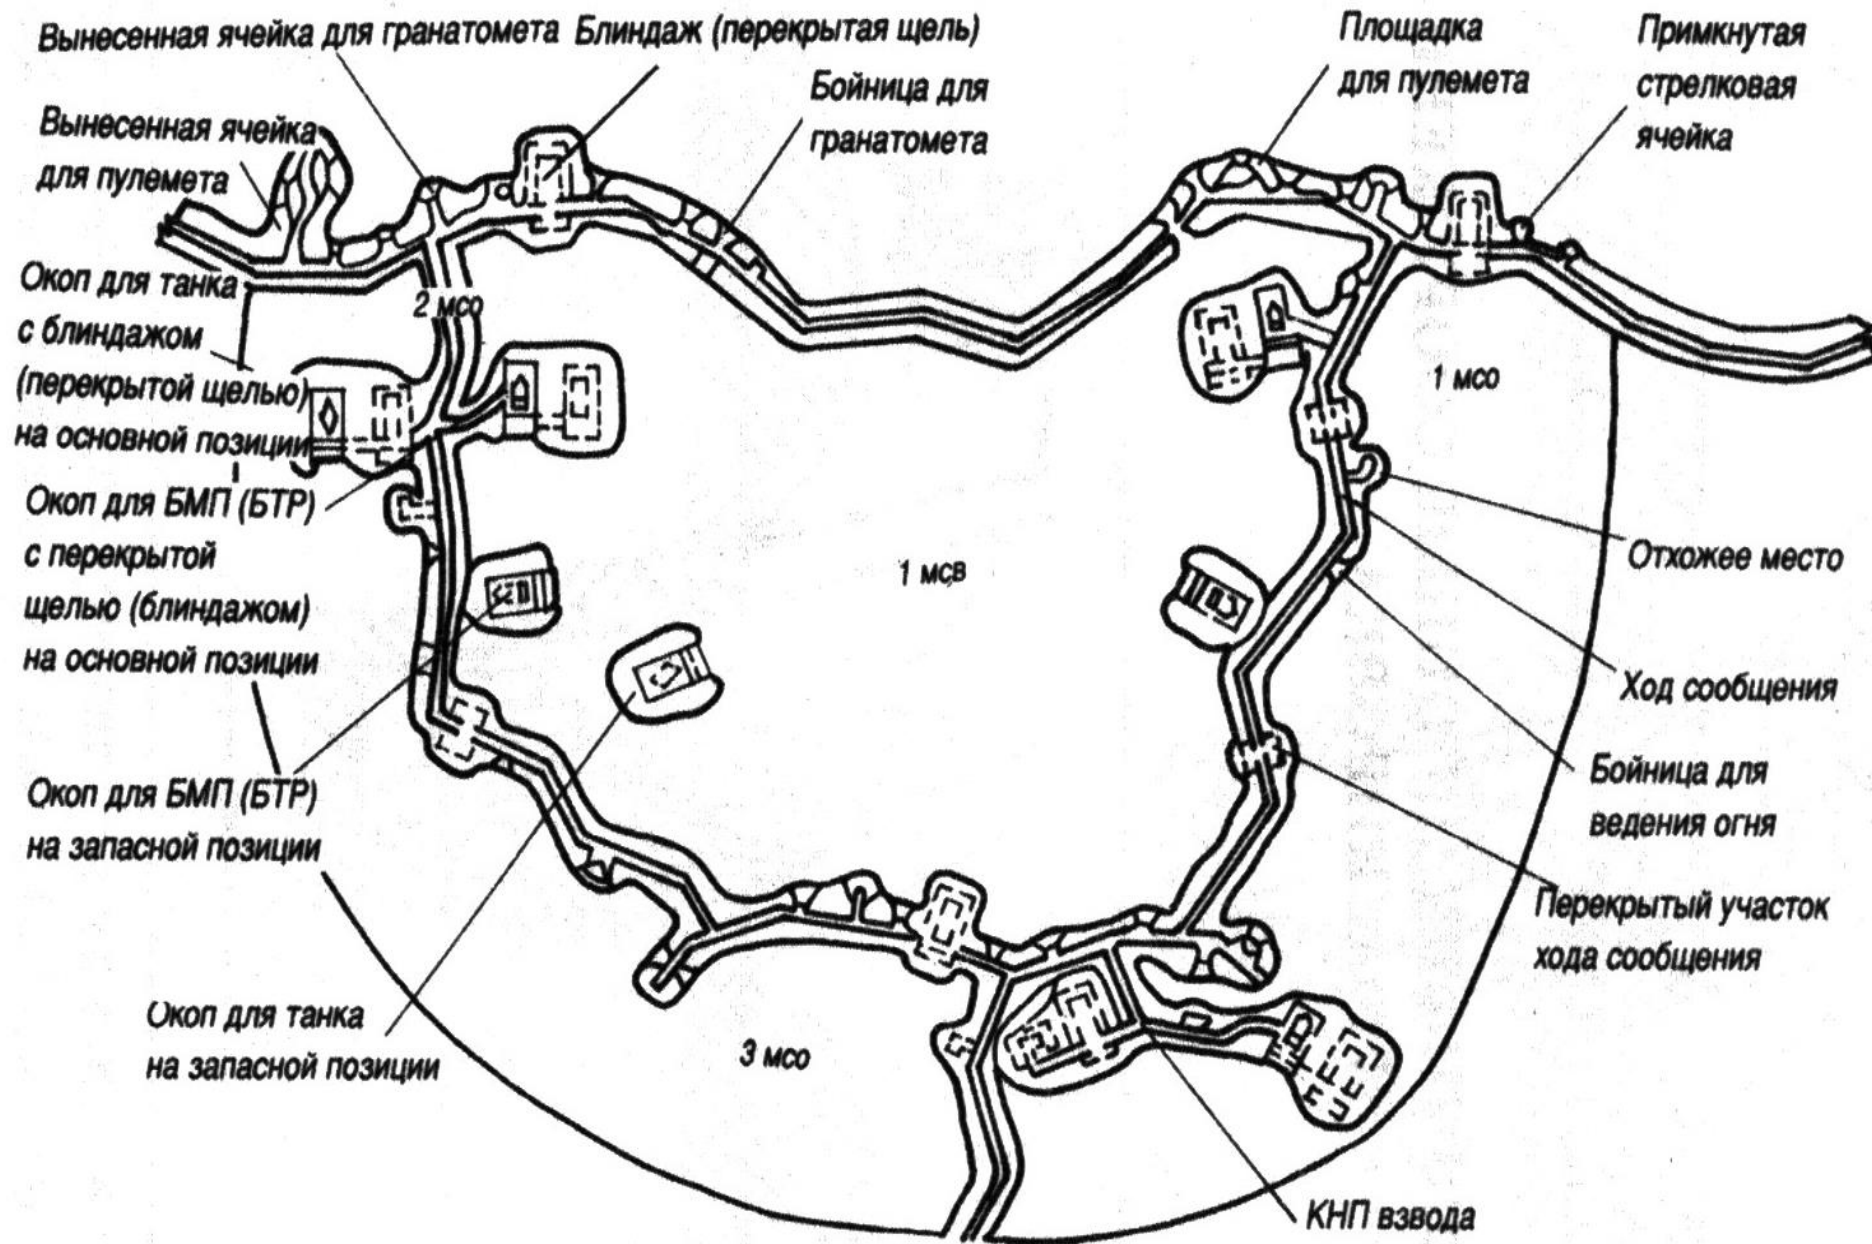 Вынесенная ячейка для гранатомета
Блиндаж (перекрытая щель)
Бойница для
гранатомета
Площадка
для пулемета
Примкнутая
стрелковая
ячейка
Вынесенная ячейка
для пулемета
Окоп для танка
с блиндажом
(перекрытой щелью)
на основной позиции
2 мсо
1 мсо
Окоп для БМП (БТР)
с перекрытой
щелью (блиндажом)
на основной позиции
1 мсв
Отхожее место
Ход сообщения
Бойница для
ведения огня
Окоп для БМП (БТР)
на запасной позиции
Перекрытый участок
хода сообщения
Окоп для танка
на запасной позиции
3 мсо
КНП взвода